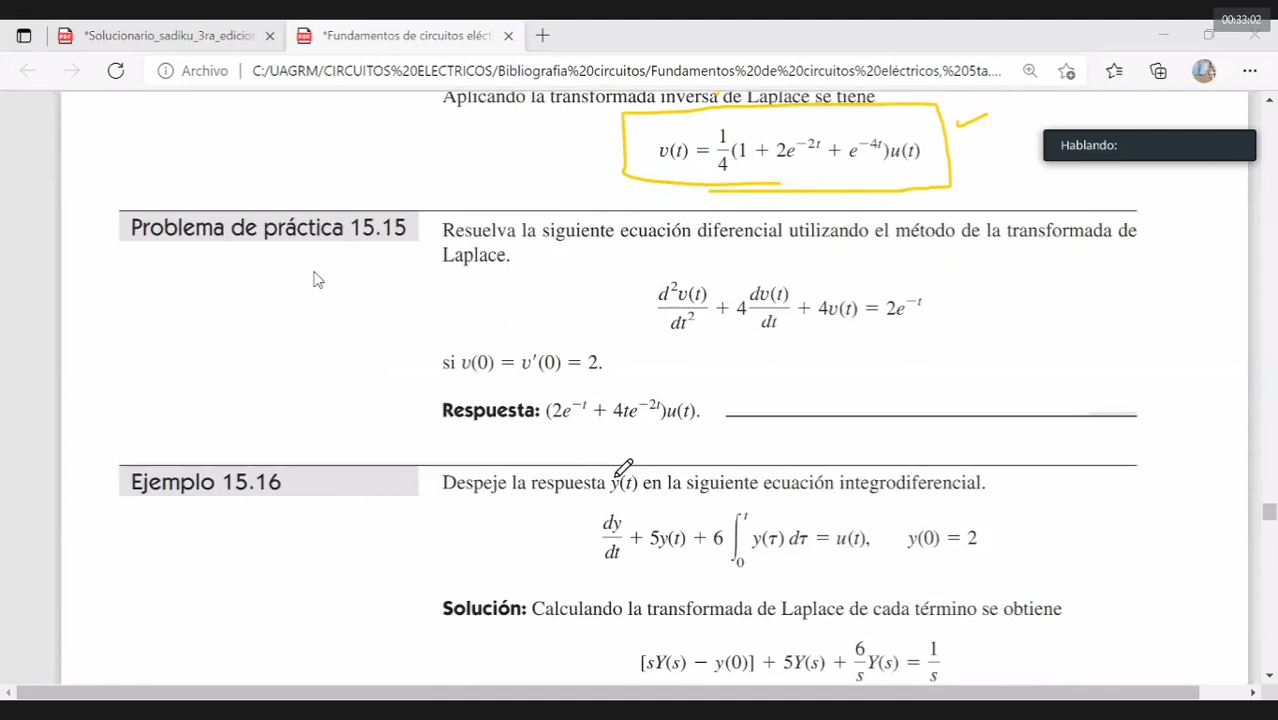 00:33:02
*Solucionario_sadiku_3ra_edicion
*Fundamentos de circuitos eléct
Archivo
C:/UAGRM/CIRCUITOS%20ELECTRICOS/Bibliografia%20circuitos/Fundamentos%20de%20circuitos%20eléctricos,%205ta....
Aplicando la transformada inversa de Laplace se tiene
v(t) = 1/4 (1 + 2e^{-2t} + e^{-4t})u(t)
Hablando:
Problema de práctica 15.15
Resuelva la siguiente ecuación diferencial utilizando el método de la transformada de
Laplace.
d²v(t)/dt² + 4 dv(t)/dt + 4v(t) = 2e^{-t}
si v(0) = v′(0) = 2.
Respuesta: (2e^{-t} + 4te^{-2t})u(t).
Ejemplo 15.16
Despeje la respuesta y(t) en la siguiente ecuación integrodiferencial.
dy/dt + 5y(t) + 6 ∫₀ᵗ y(τ) dτ = u(t), y(0) = 2
Solución: Calculando la transformada de Laplace de cada término se obtiene
[sY(s) − y(0)] + 5Y(s) + 6/s Y(s) = 1/s